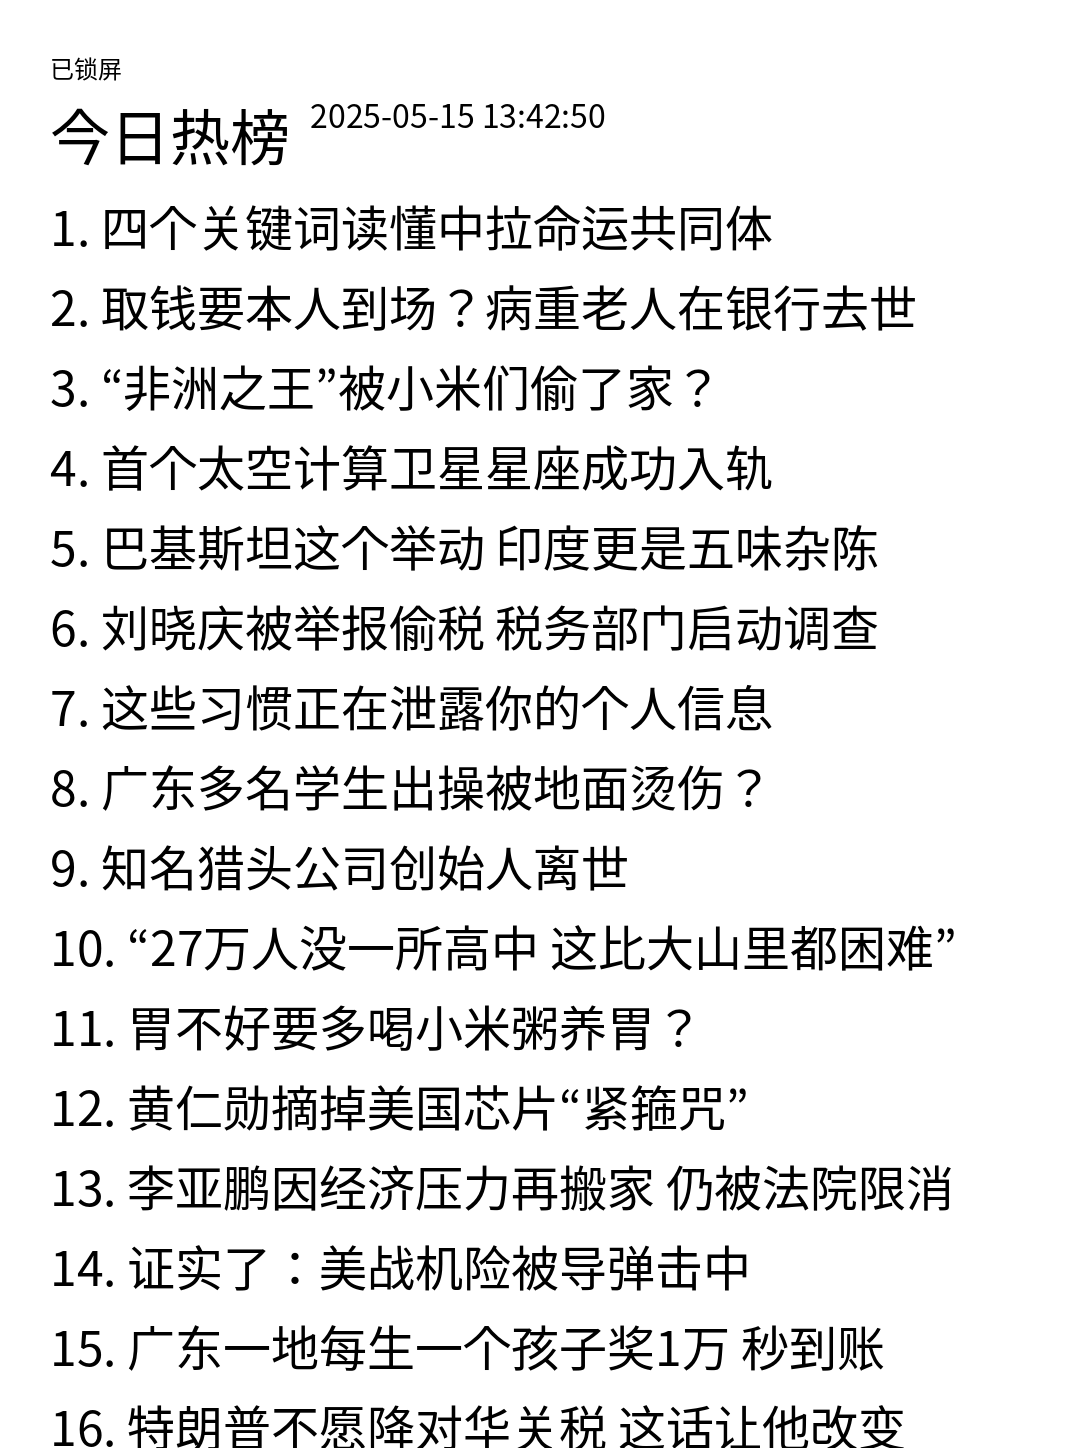 已锁屏
今日热榜 2025-05-15 13:42:50
1. 四个关键词读懂中拉命运共同体
2. 取钱要本人到场？病重老人在银行去世
3. “非洲之王”被小米们偷了家？
4. 首个太空计算卫星星座成功入轨
5. 巴基斯坦这个举动 印度更是五味杂陈
6. 刘晓庆被举报偷税 税务部门启动调查
7. 这些习惯正在泄露你的个人信息
8. 广东多名学生出操被地面烫伤？
9. 知名猎头公司创始人离世
10. “27万人没一所高中 这比大山里都困难”
11. 胃不好要多喝小米粥养胃？
12. 黄仁勋摘掉美国芯片“紧箍咒”
13. 李亚鹏因经济压力再搬家 仍被法院限消
14. 证实了：美战机险被导弹击中
15. 广东一地每生一个孩子奖1万 秒到账
16. 特朗普不愿降对华关税 这话让他改变